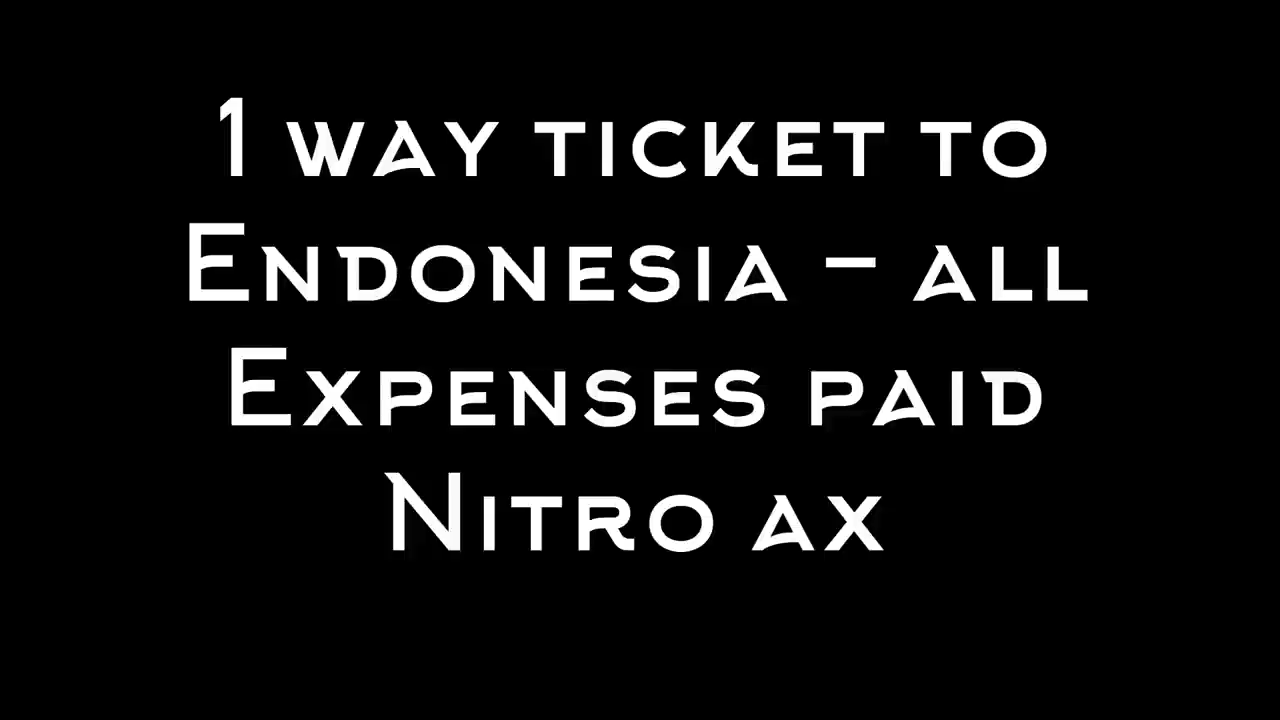 1 way ticket to
Endonesia - all
Expenses paid
Nitro ax